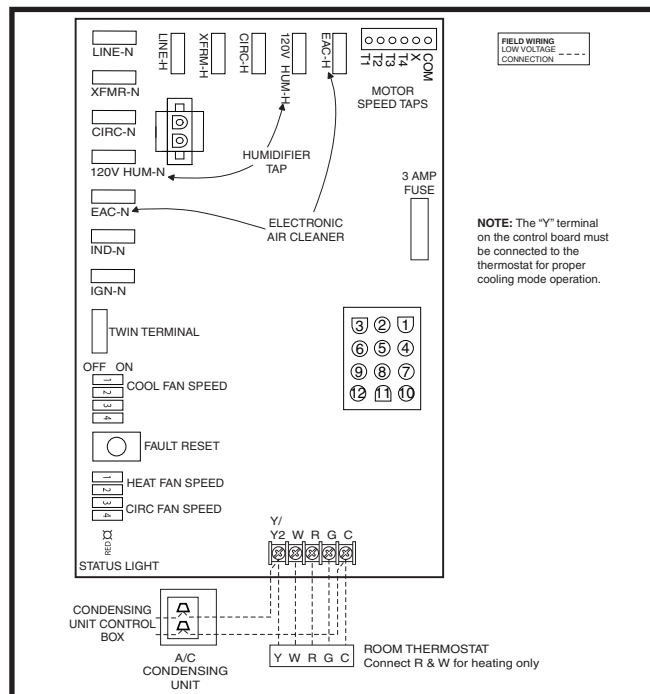 LINE-N
XFMR-N
CIRC-N
120V HUM-N
EAC-N
IND-N
IGN-N
LINE-H
XFRM-H
CIRC-H
120V HUM-H
EAC-H
T1 T2 T3 T4 X COM
MOTOR
SPEED TAPS
FIELD WIRING
LOW VOLTAGE
CONNECTION
HUMIDIFIER
TAP
3 AMP
FUSE
ELECTRONIC
AIR CLEANER
NOTE: The “Y” terminal
on the control board must
be connected to the
thermostat for proper
cooling mode operation.
TWIN TERMINAL
OFF ON
1
2
3
4
COOL FAN SPEED
FAULT RESET
1
2
3
4
HEAT FAN SPEED
CIRC FAN SPEED
RED
STATUS LIGHT
3 2 1
6 5 4
9 8 7
12 11 10
Y/
Y2 W R G C
CONDENSING
UNIT CONTROL
BOX
A/C
CONDENSING
UNIT
Y W R G C
ROOM THERMOSTAT
Connect R & W for heating only